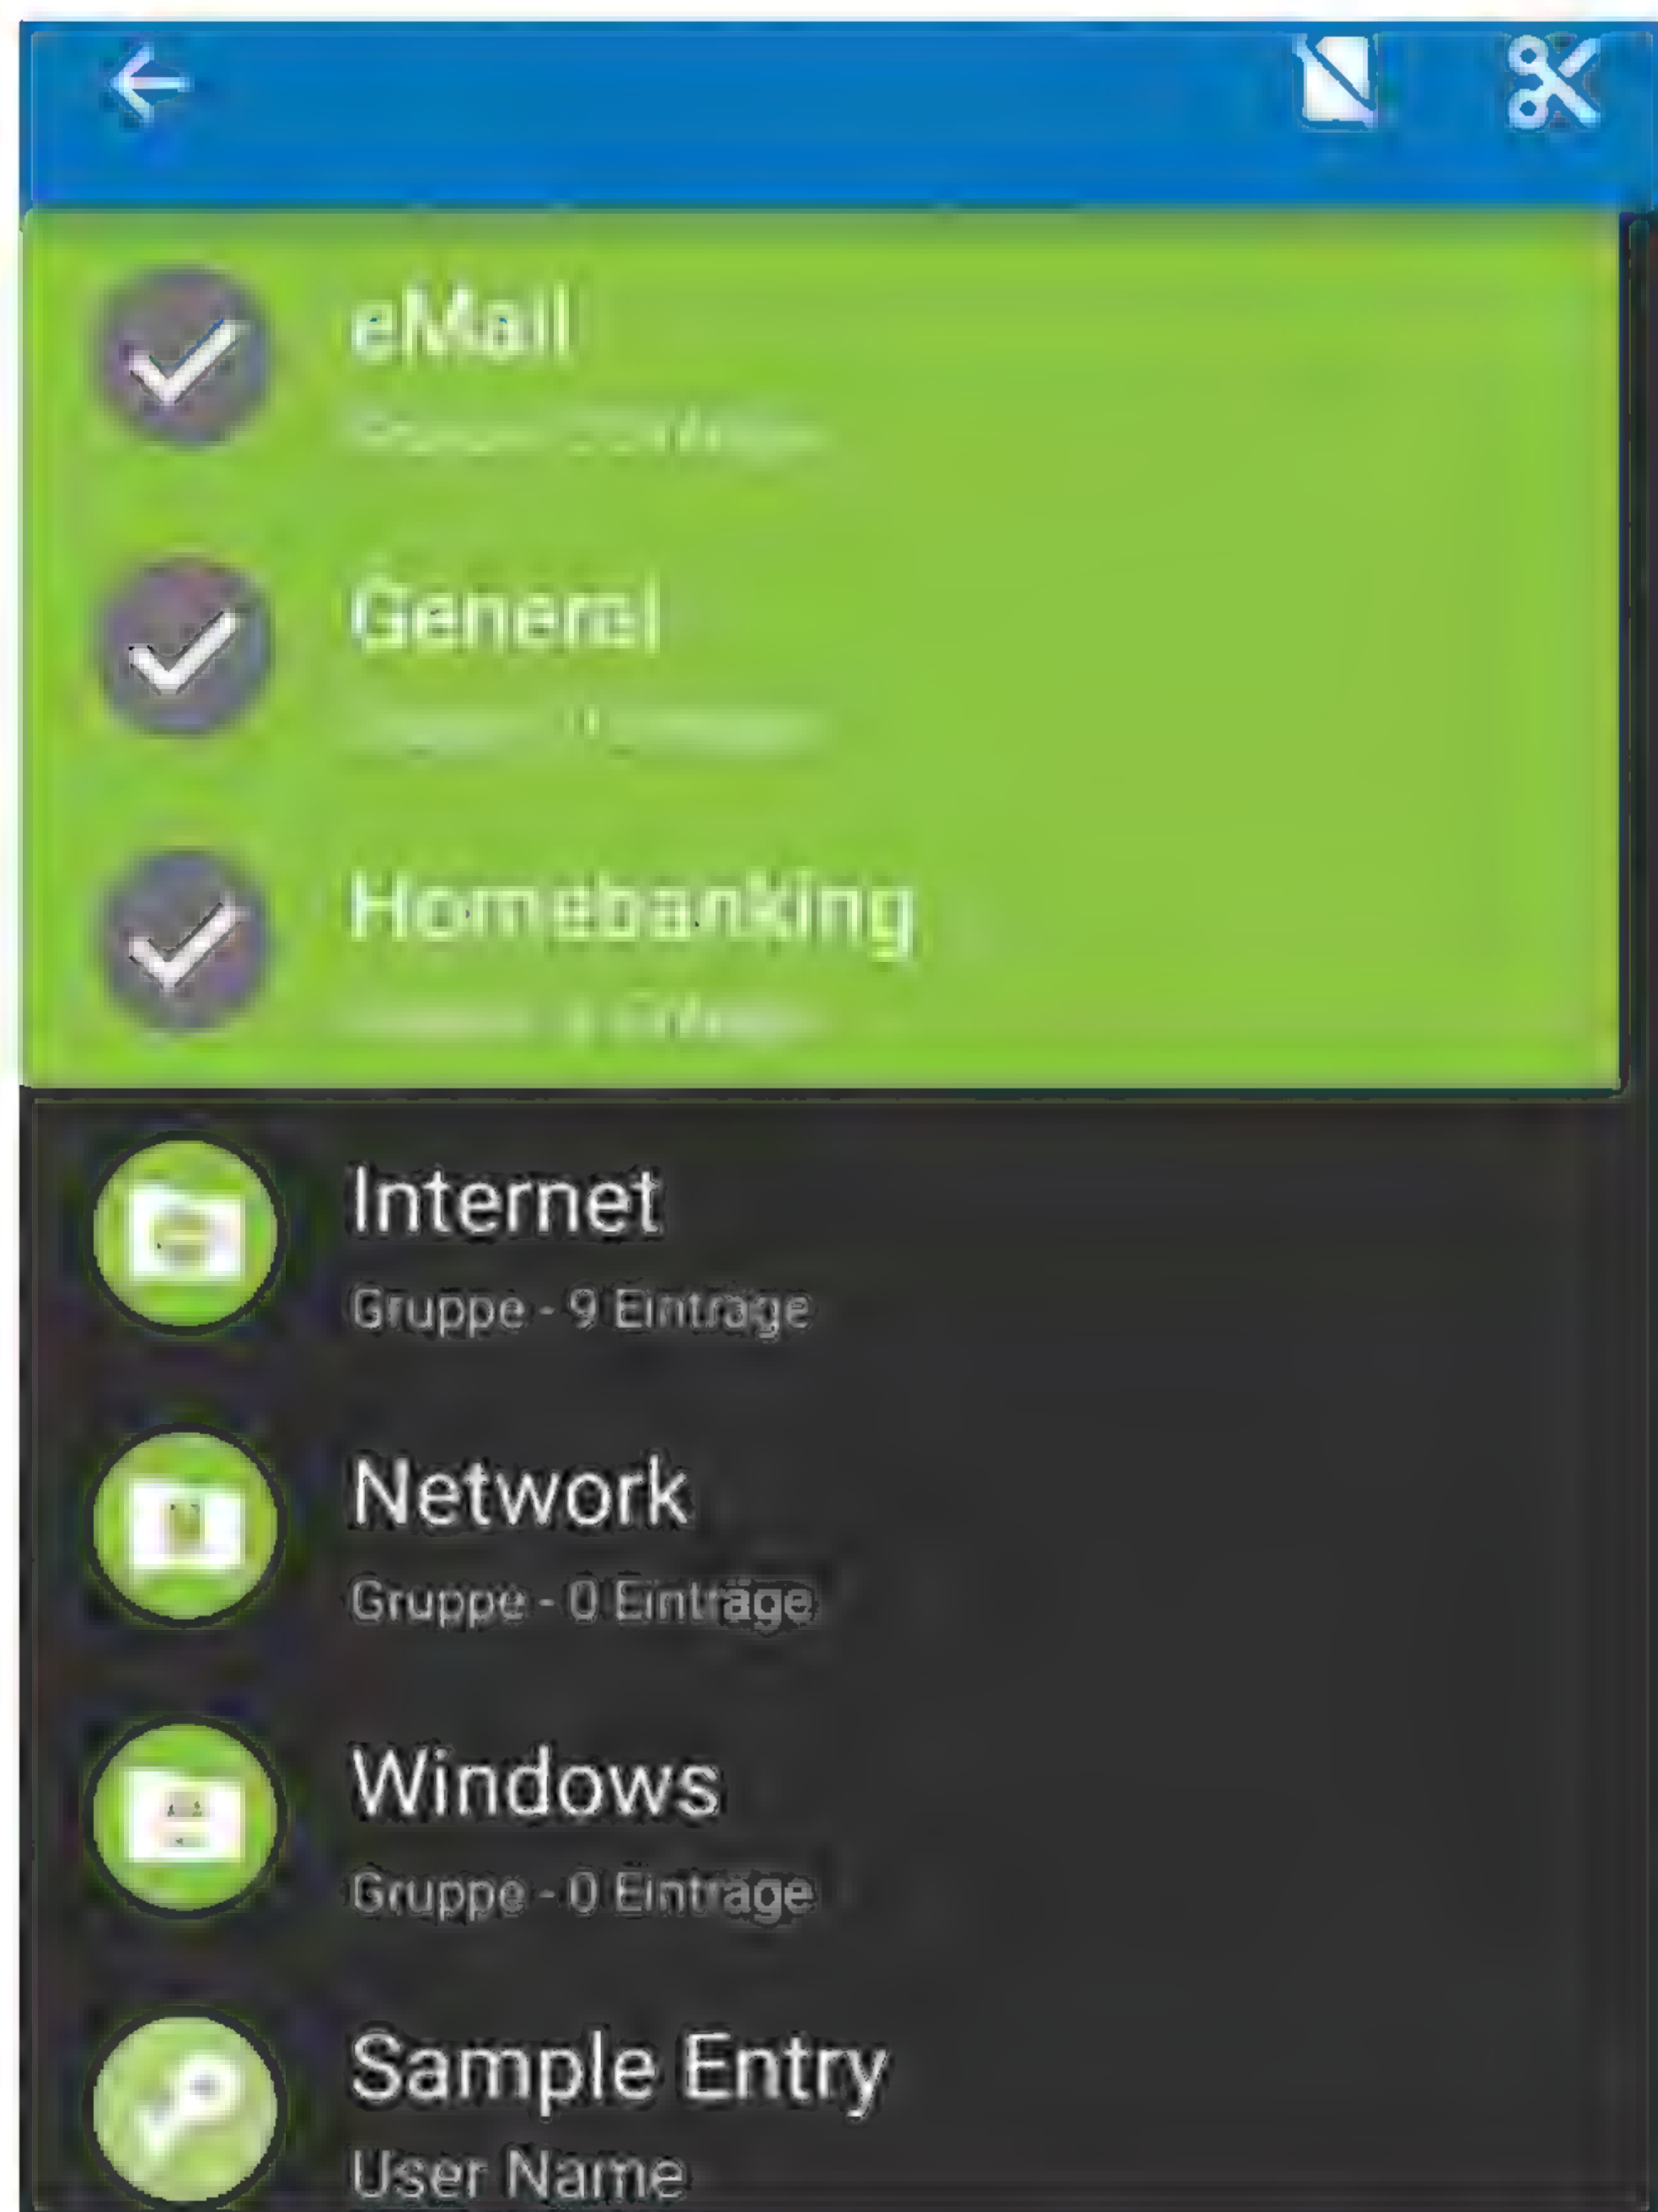 eMail
General
Homebanking
Internet
Gruppe - 9 Einträge
Network
Gruppe - 0 Einträge
Windows
Gruppe - 0 Einträge
Sample Entry
User Name